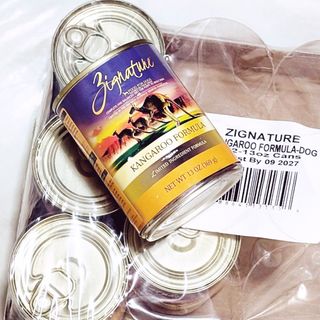 Zignature
KANGAROO FORMULA
LIMITED INGREDIENT FORMULA
NET WT 13 OZ (369 g)
ZIGNATURE
NGAROO FORMULA-DOG
2-13oz Cans
st By 09 2027